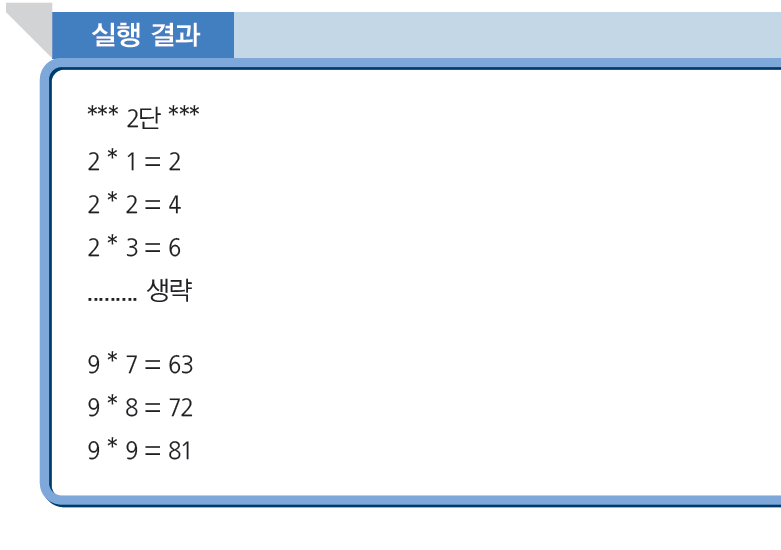 실행 결과
*** 2단 ***
2 * 1 = 2
2 * 2 = 4
2 * 3 = 6
......... 생략
9 * 7 = 63
9 * 8 = 72
9 * 9 = 81